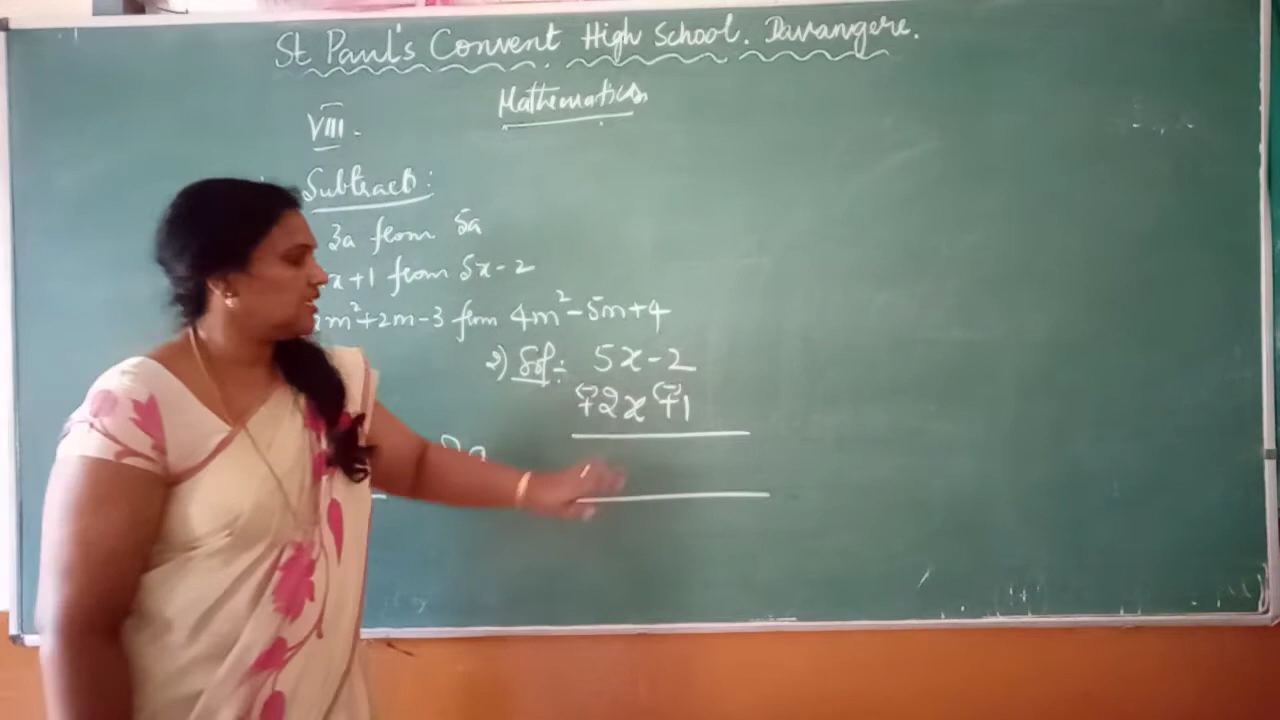 St Paul's Convent High School. Davangere.
Mathematics
VIII.
Subtract:
3a from 5a
x+1 from 5x-2
m²+2m-3 from 4m²-5m+4
2) Sol:- 5x-2
∓2x∓1
2a